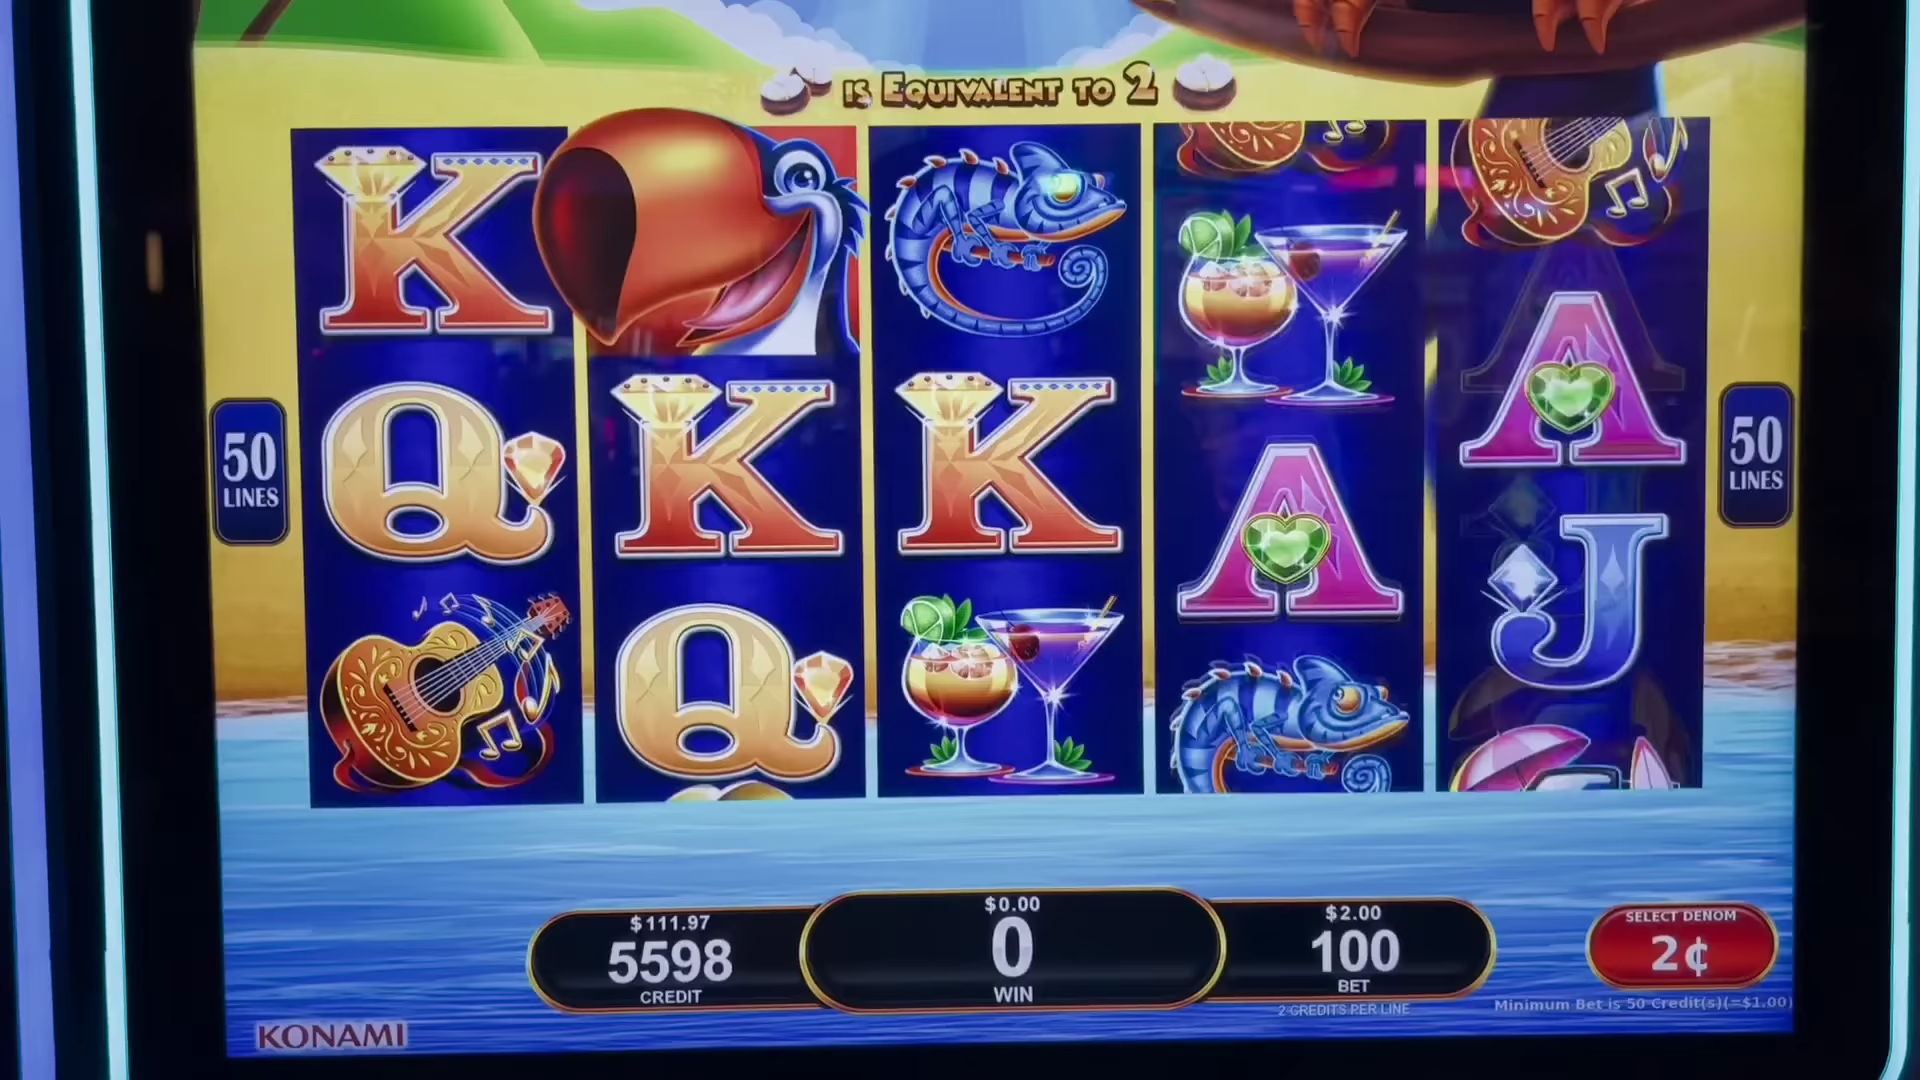 IS EQUIVALENT TO 2
K
A
50 LINES
Q
K
K
A
50 LINES
Q
J
$111.97
5598
CREDIT
$0.00
0
WIN
$2.00
100
BET
2 CREDITS PER LINE
SELECT DENOM
2¢
Minimum Bet is 50 Credit(s)(=$1.00)
KONAMI